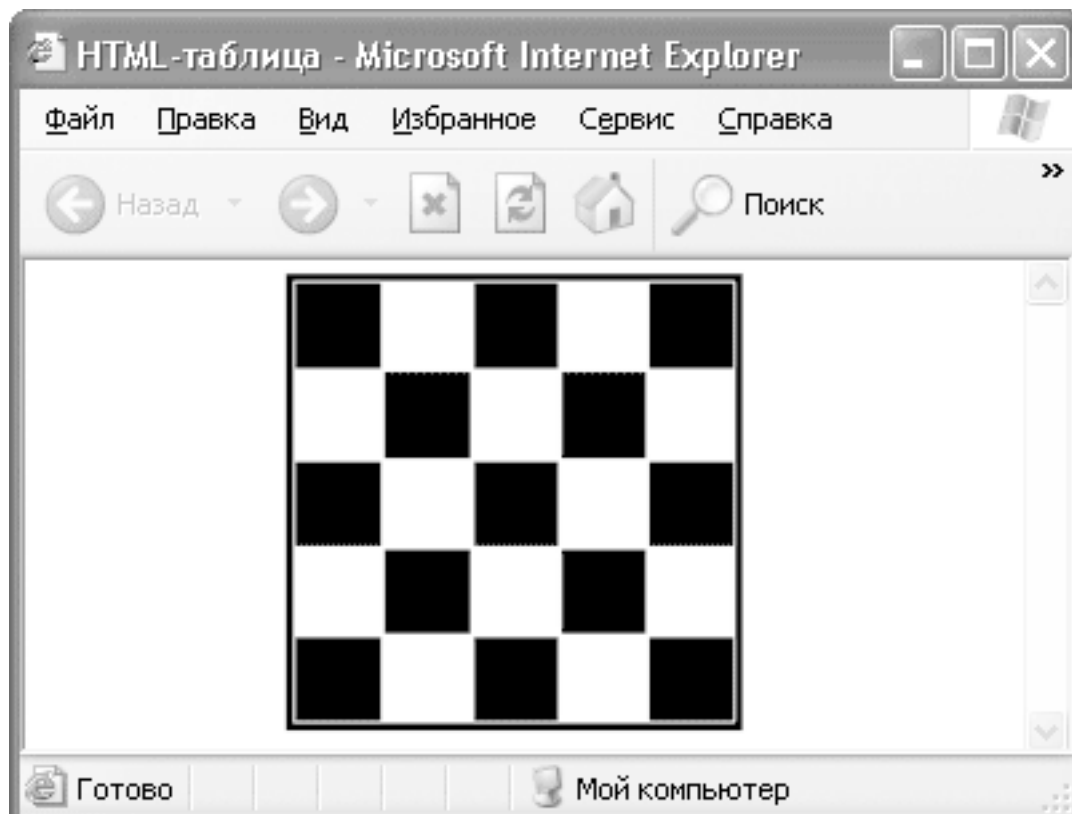 HTML-таблица - Microsoft Internet Explorer
Файл Правка Вид Избранное Сервис Справка
Назад Поиск
Готово Мой компьютер